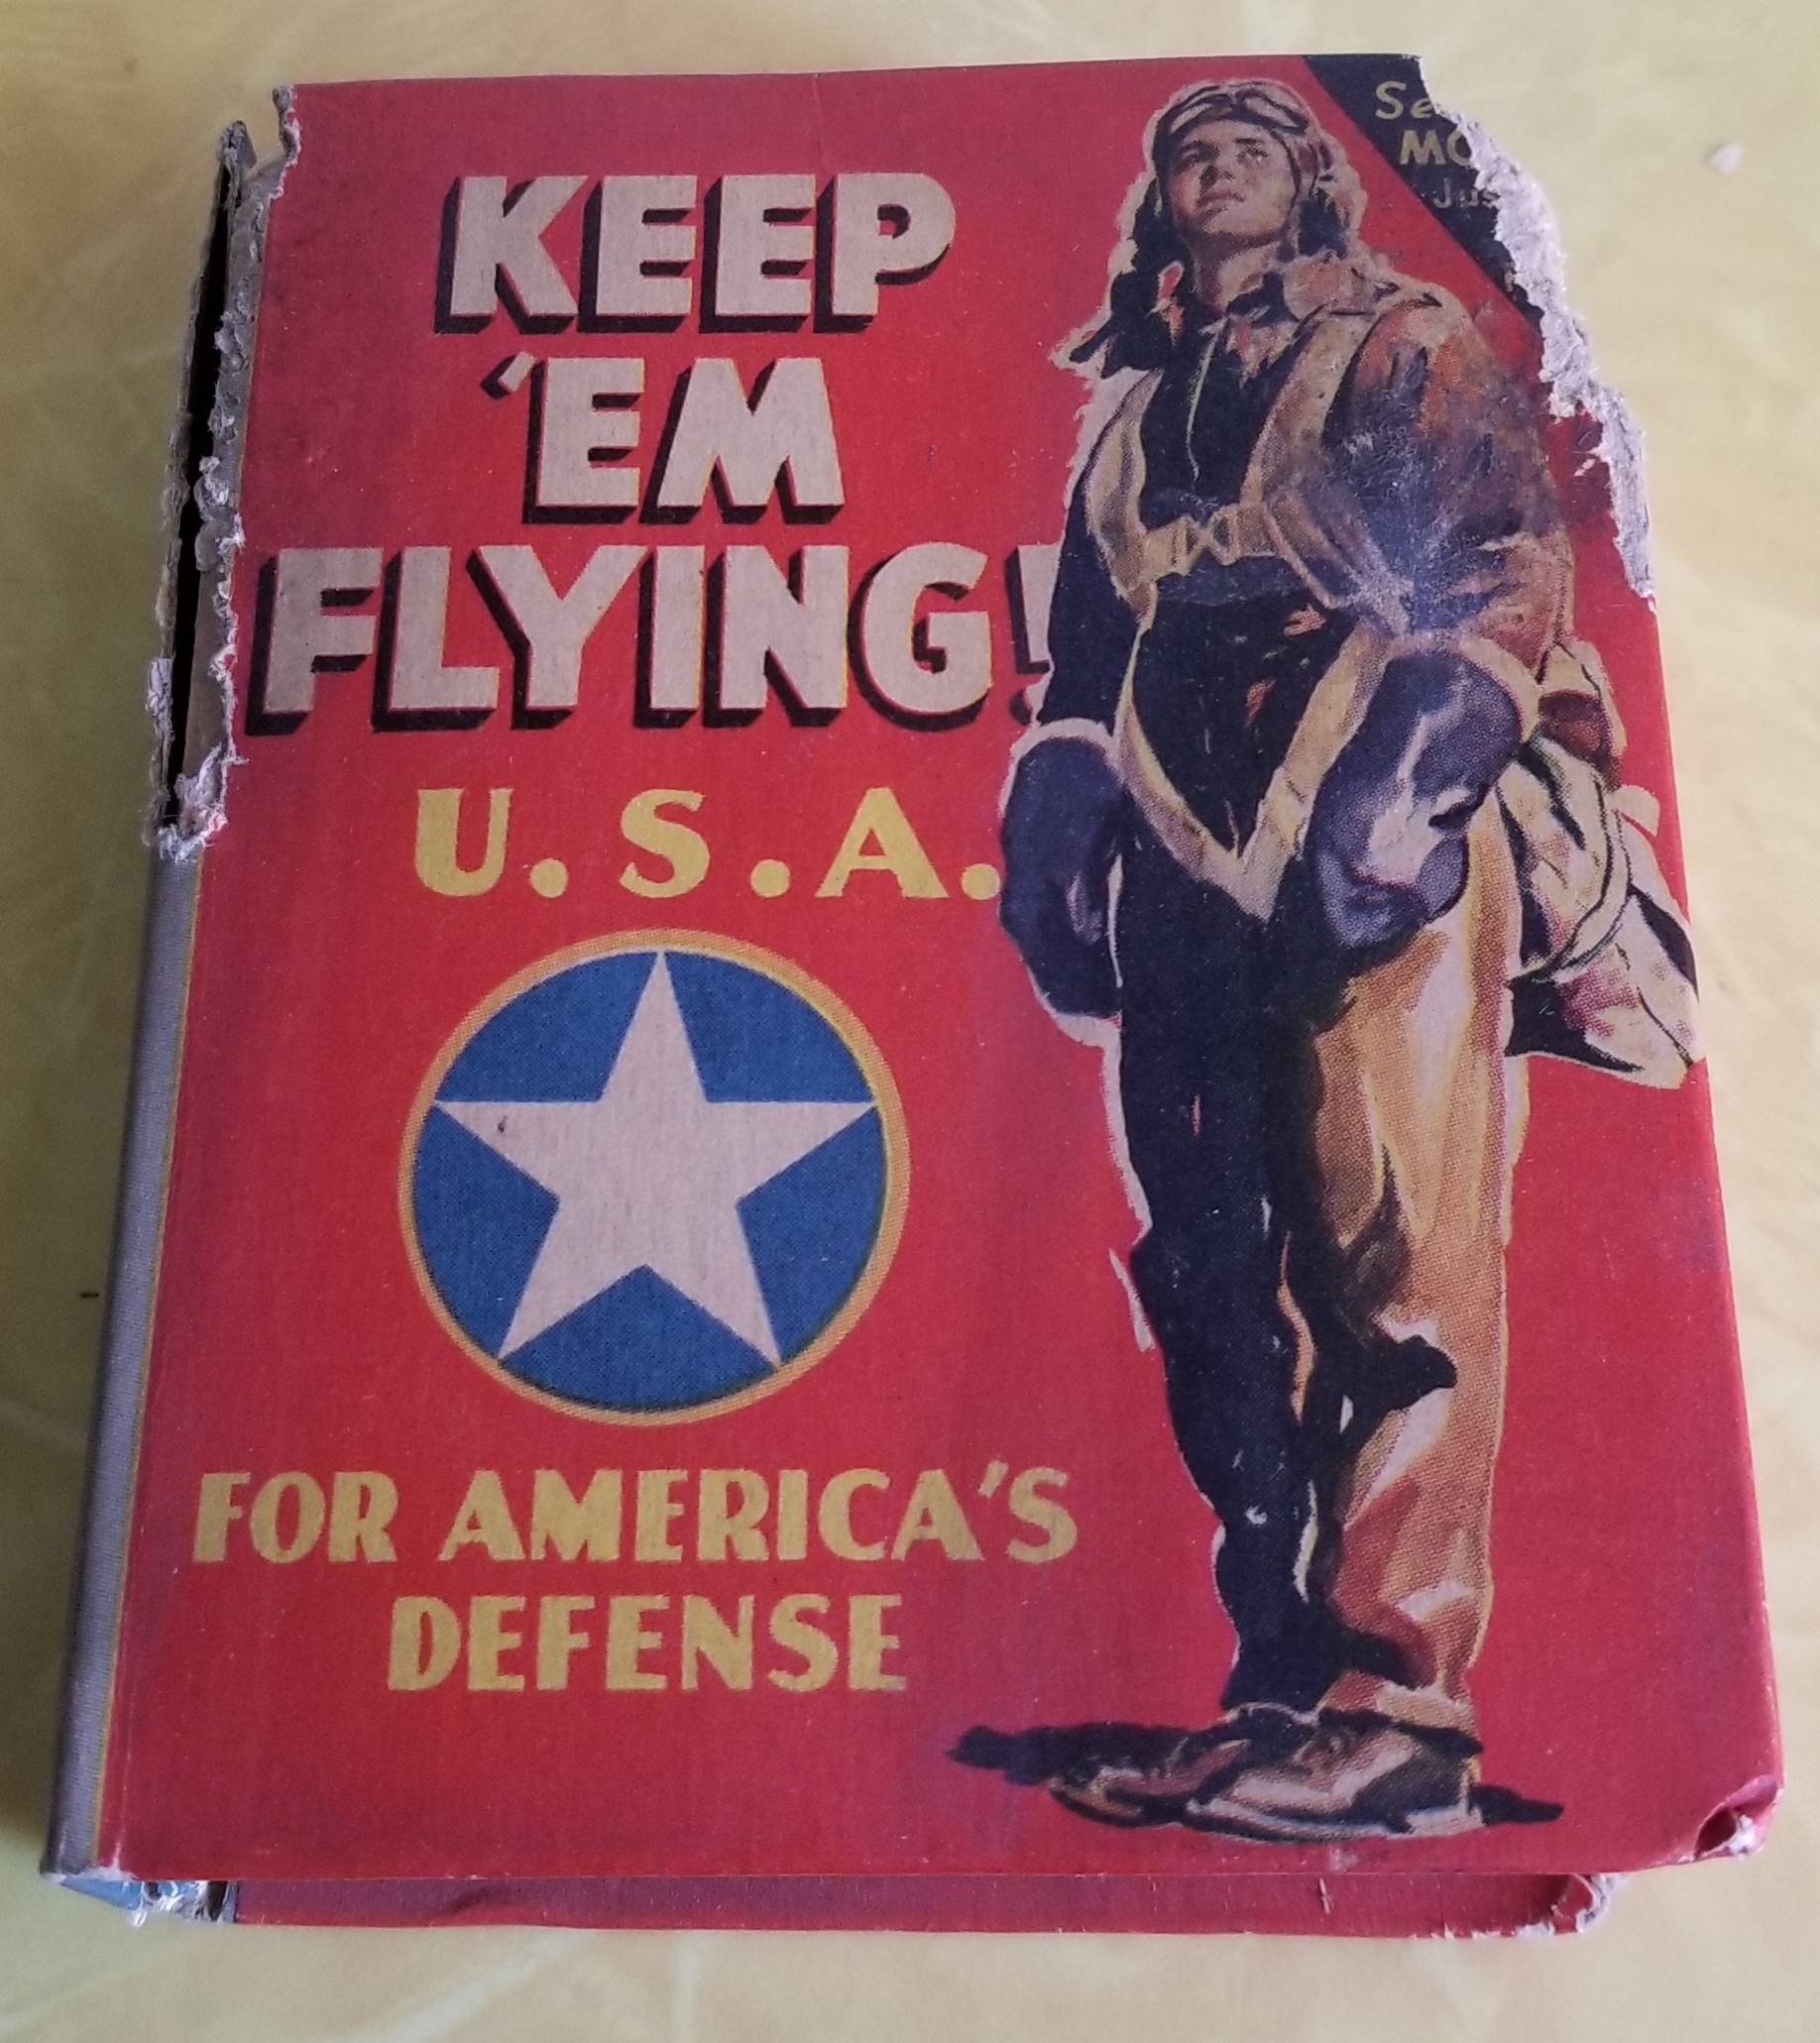 KEEP
'EM
FLYING!
U.S.A.
FOR AMERICA'S
DEFENSE